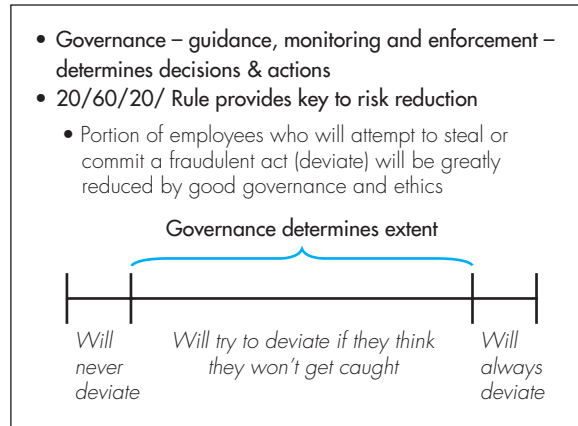 • Governance – guidance, monitoring and enforcement –
determines decisions & actions
• 20/60/20/ Rule provides key to risk reduction
• Portion of employees who will attempt to steal or
commit a fraudulent act (deviate) will be greatly
reduced by good governance and ethics
Governance determines extent
Will
never
deviate
Will try to deviate if they think
they won't get caught
Will
always
deviate